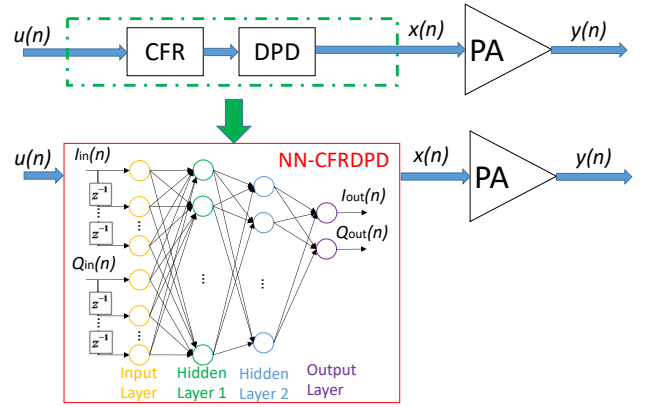 u(n) CFR DPD x(n) PA y(n)
u(n) NN-CFRDPD x(n) PA y(n)
Iin(n)
z⁻¹
z⁻¹
Iout(n)
Qout(n)
Qin(n)
z⁻¹
z⁻¹
Input Layer
Hidden Layer 1
Hidden Layer 2
Output Layer